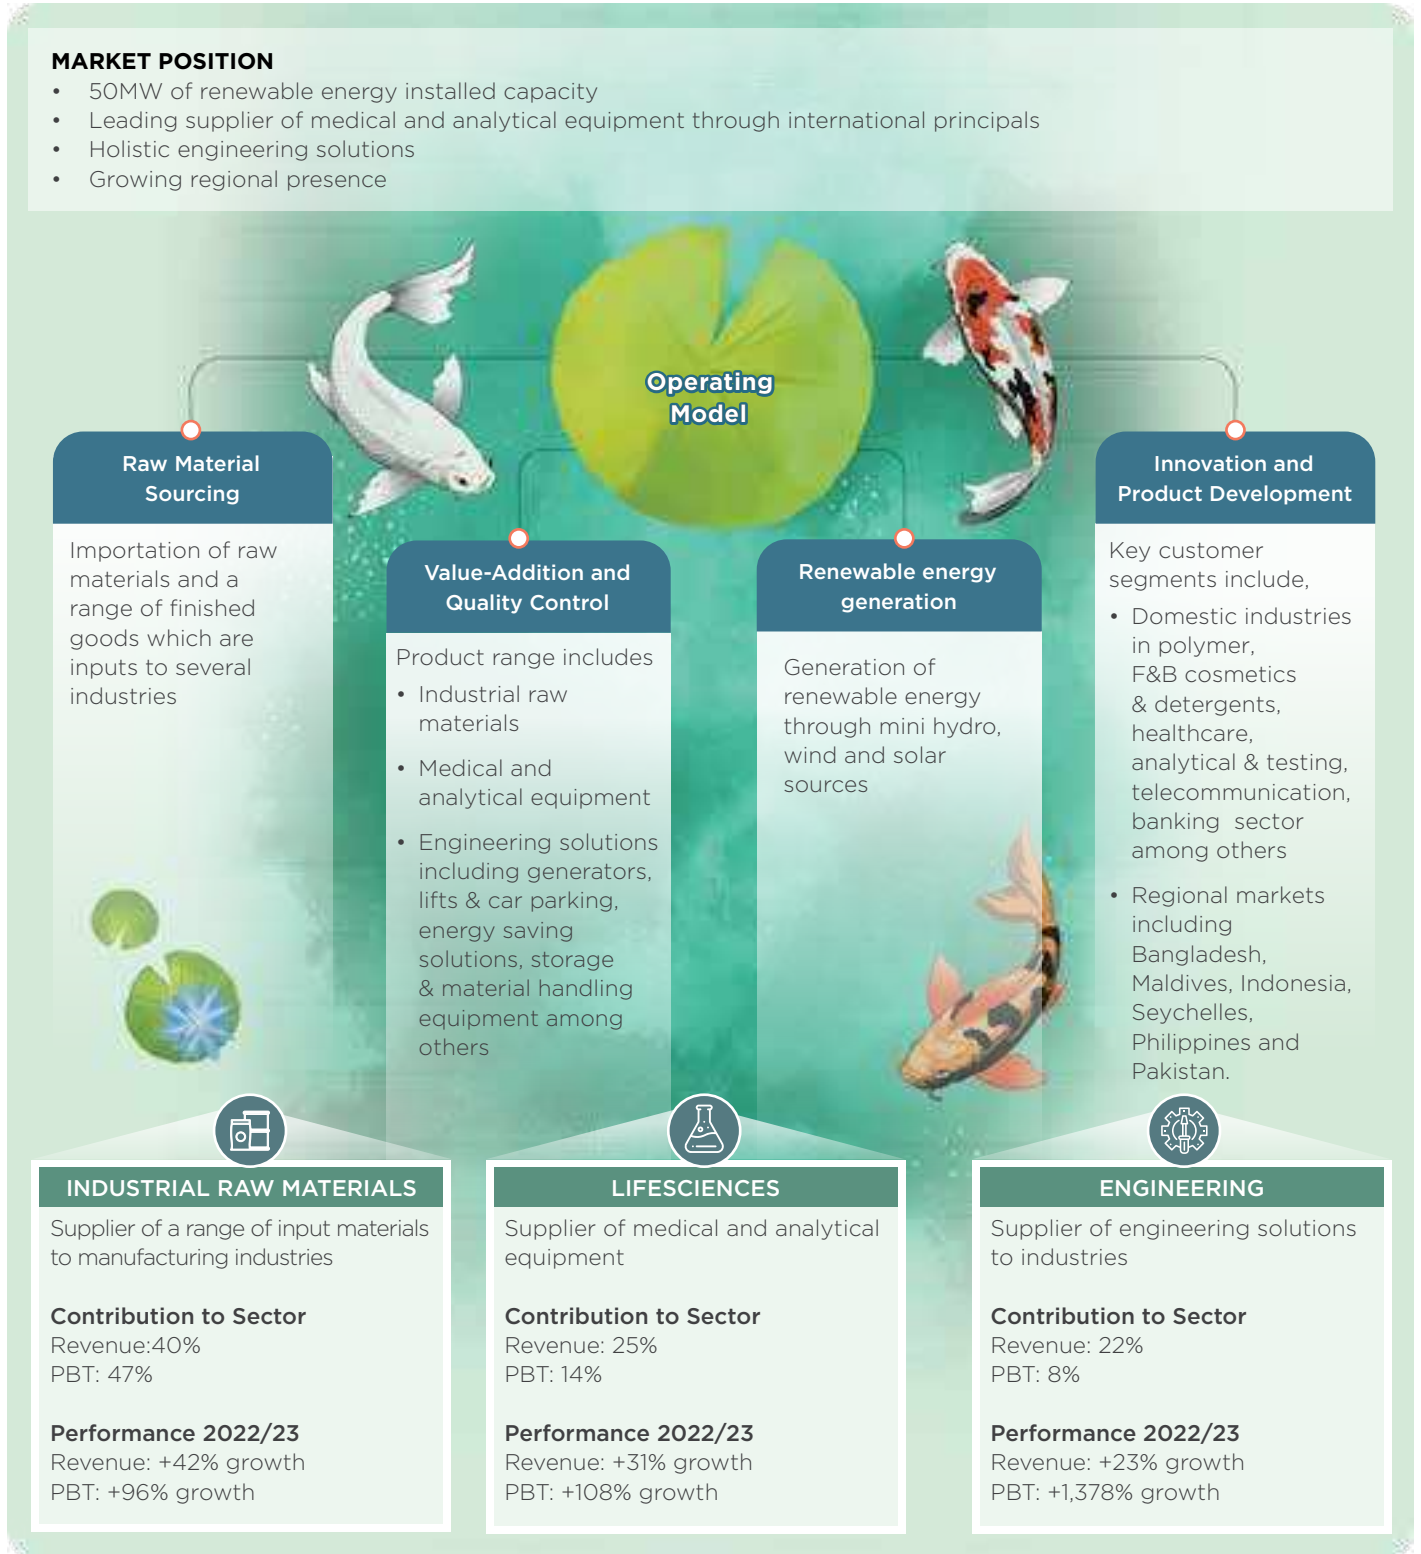 MARKET POSITION
• 50MW of renewable energy installed capacity
• Leading supplier of medical and analytical equipment through international principals
• Holistic engineering solutions
• Growing regional presence
Operating
Model
Raw Material
Sourcing
Importation of raw
materials and a
range of finished
goods which are
inputs to several
industries
Value-Addition and
Quality Control
Product range includes
• Industrial raw
materials
• Medical and
analytical equipment
• Engineering solutions
including generators,
lifts & car parking,
energy saving
solutions, storage
& material handling
equipment among
others
Renewable energy
generation
Generation of
renewable energy
through mini hydro,
wind and solar
sources
Innovation and
Product Development
Key customer
segments include,
• Domestic industries
in polymer,
F&B cosmetics
& detergents,
healthcare,
analytical & testing,
telecommunication,
banking sector
among others
• Regional markets
including
Bangladesh,
Maldives, Indonesia,
Seychelles,
Philippines and
Pakistan.
INDUSTRIAL RAW MATERIALS
Supplier of a range of input materials
to manufacturing industries
Contribution to Sector
Revenue:40%
PBT: 47%
Performance 2022/23
Revenue: +42% growth
PBT: +96% growth
LIFESCIENCES
Supplier of medical and analytical
equipment
Contribution to Sector
Revenue: 25%
PBT: 14%
Performance 2022/23
Revenue: +31% growth
PBT: +108% growth
ENGINEERING
Supplier of engineering solutions
to industries
Contribution to Sector
Revenue: 22%
PBT: 8%
Performance 2022/23
Revenue: +23% growth
PBT: +1,378% growth